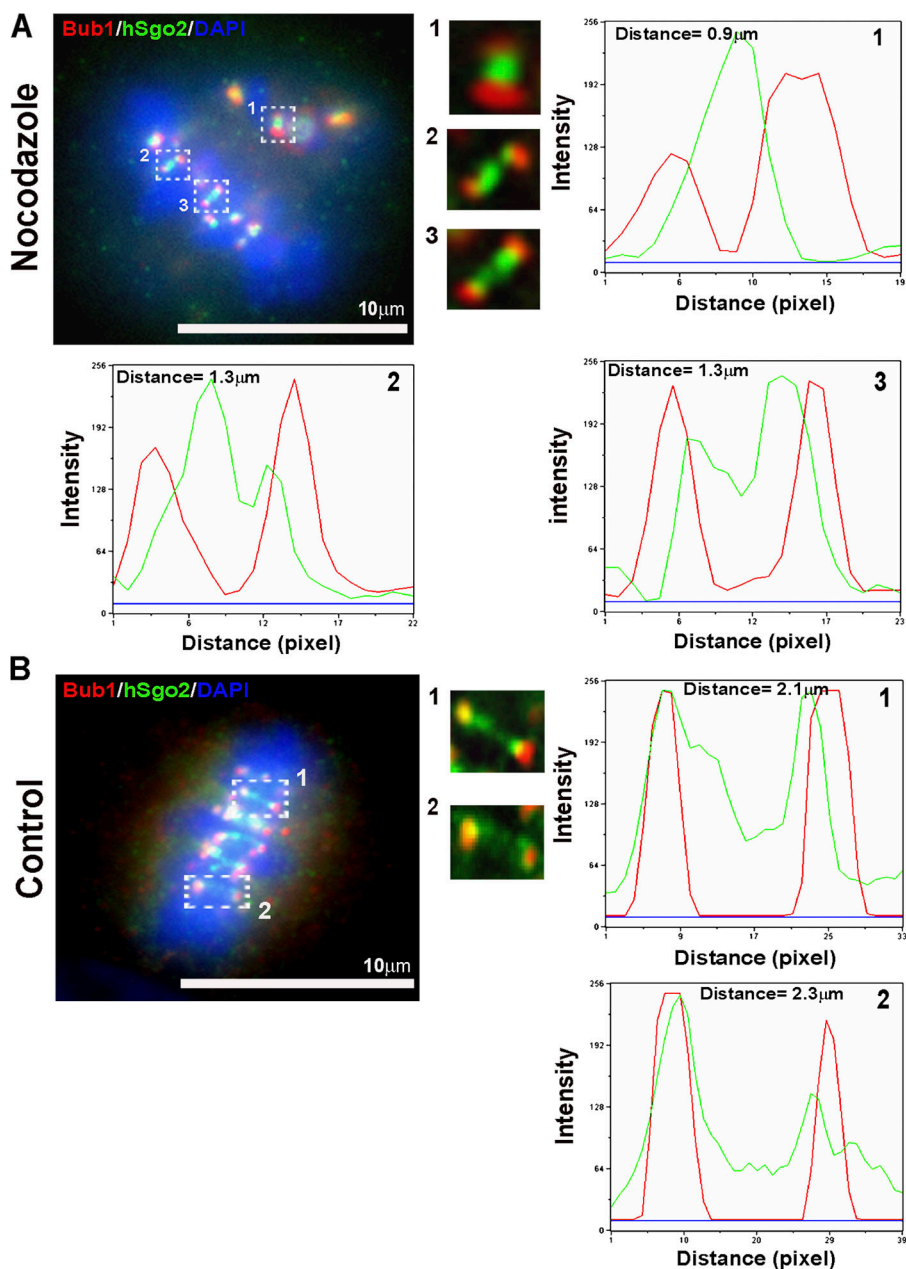 A
Nocodazole
Bub1/hSgo2/DAPI
1
2
3
10μm
1
2
3
Distance= 0.9μm
1
Intensity
256
192
128
64
0
1
6
10
15
19
Distance (pixel)
Distance= 1.3μm
2
Intensity
256
192
128
64
0
1
6
12
17
22
Distance (pixel)
Distance= 1.3μm
3
intensity
256
192
128
64
0
1
6
12
17
23
Distance (pixel)
B
Control
Bub1/hSgo2/DAPI
1
2
10μm
1
2
Distance= 2.1μm
1
Intensity
256
192
128
64
0
1
9
17
25
33
Distance (pixel)
Distance= 2.3μm
2
Intensity
256
192
128
64
0
1
10
20
29
39
Distance (pixel)